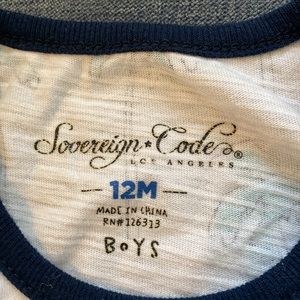 Sovereign * Code®
LOS ANGELES
— 12M —
MADE IN CHINA
RN#126313
BOYS